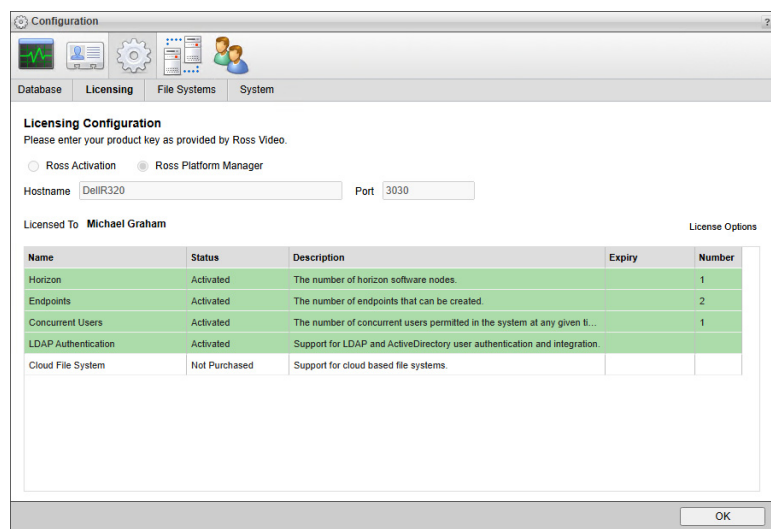 Configuration
?
Database Licensing File Systems System
Licensing Configuration
Please enter your product key as provided by Ross Video.
Ross Activation Ross Platform Manager
Hostname DellR320 Port 3030
Licensed To Michael Graham
License Options
Name Status Description Expiry Number
Horizon Activated The number of horizon software nodes. 1
Endpoints Activated The number of endpoints that can be created. 2
Concurrent Users Activated The number of concurrent users permitted in the system at any given ti... 1
LDAP Authentication Activated Support for LDAP and ActiveDirectory user authentication and integration.
Cloud File System Not Purchased Support for cloud based file systems.
OK